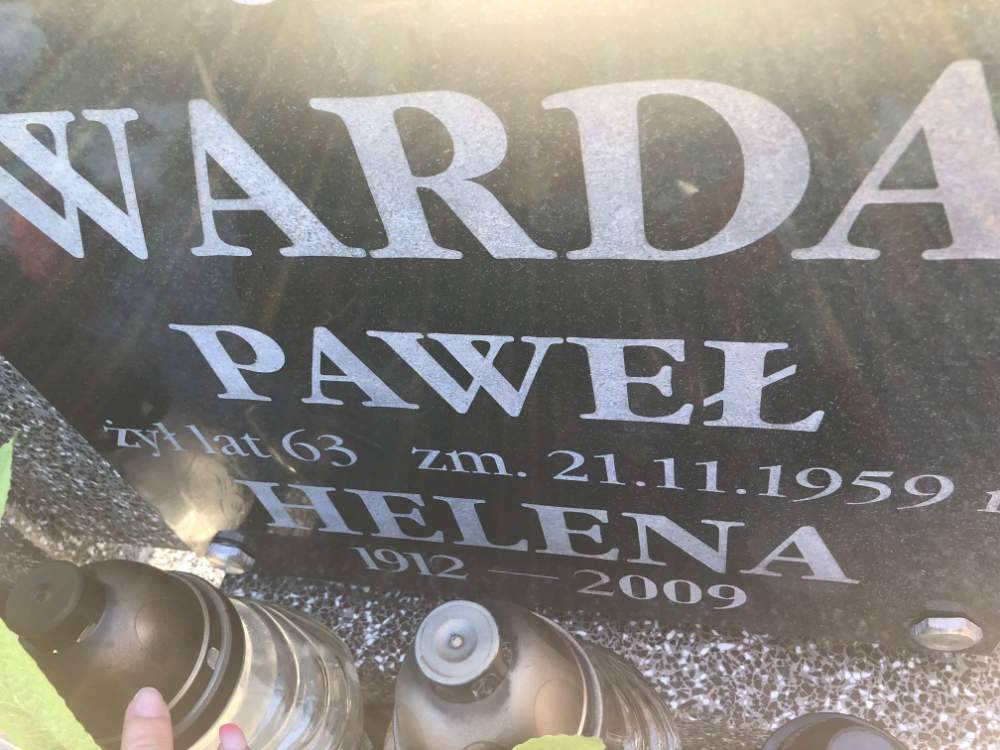 WARDA
PAWEŁ
żył lat 63 zm. 21.11.1959 r
HELENA
1912 — 2009